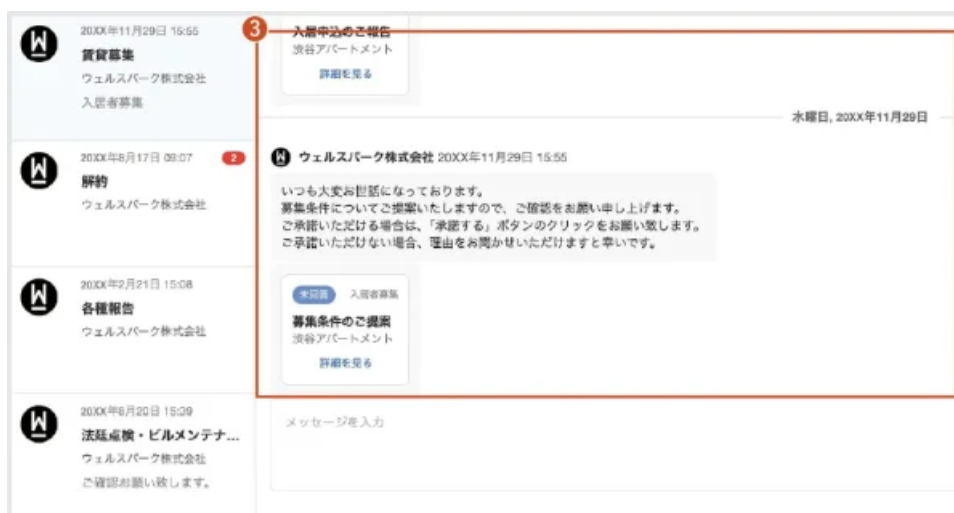 20XX年11月29日 15:55
賃貸募集
ウェルスパーク株式会社
入居者募集
20XX年8月17日 09:07
2
解約
ウェルスパーク株式会社
20XX年2月21日 15:08
各種報告
ウェルスパーク株式会社
20XX年8月20日 15:09
法廷点検・ビルメンテナ...
ウェルスパーク株式会社
ご確認お願い致します。
3
入居申込のご報告
渋谷アパートメント
詳細を見る
水曜日, 20XX年11月29日
ウェルスパーク株式会社 20XX年11月29日 15:55
いつも大変お世話になっております。
募集条件についてご提案いたしますので、ご確認をお願い申し上げます。
ご承諾いただける場合は、「承諾する」ボタンのクリックをお願い致します。
ご承諾いただけない場合、理由をお聞かせいただけますと幸いです。
未回答 入居者募集
募集条件のご提案
渋谷アパートメント
詳細を見る
メッセージを入力